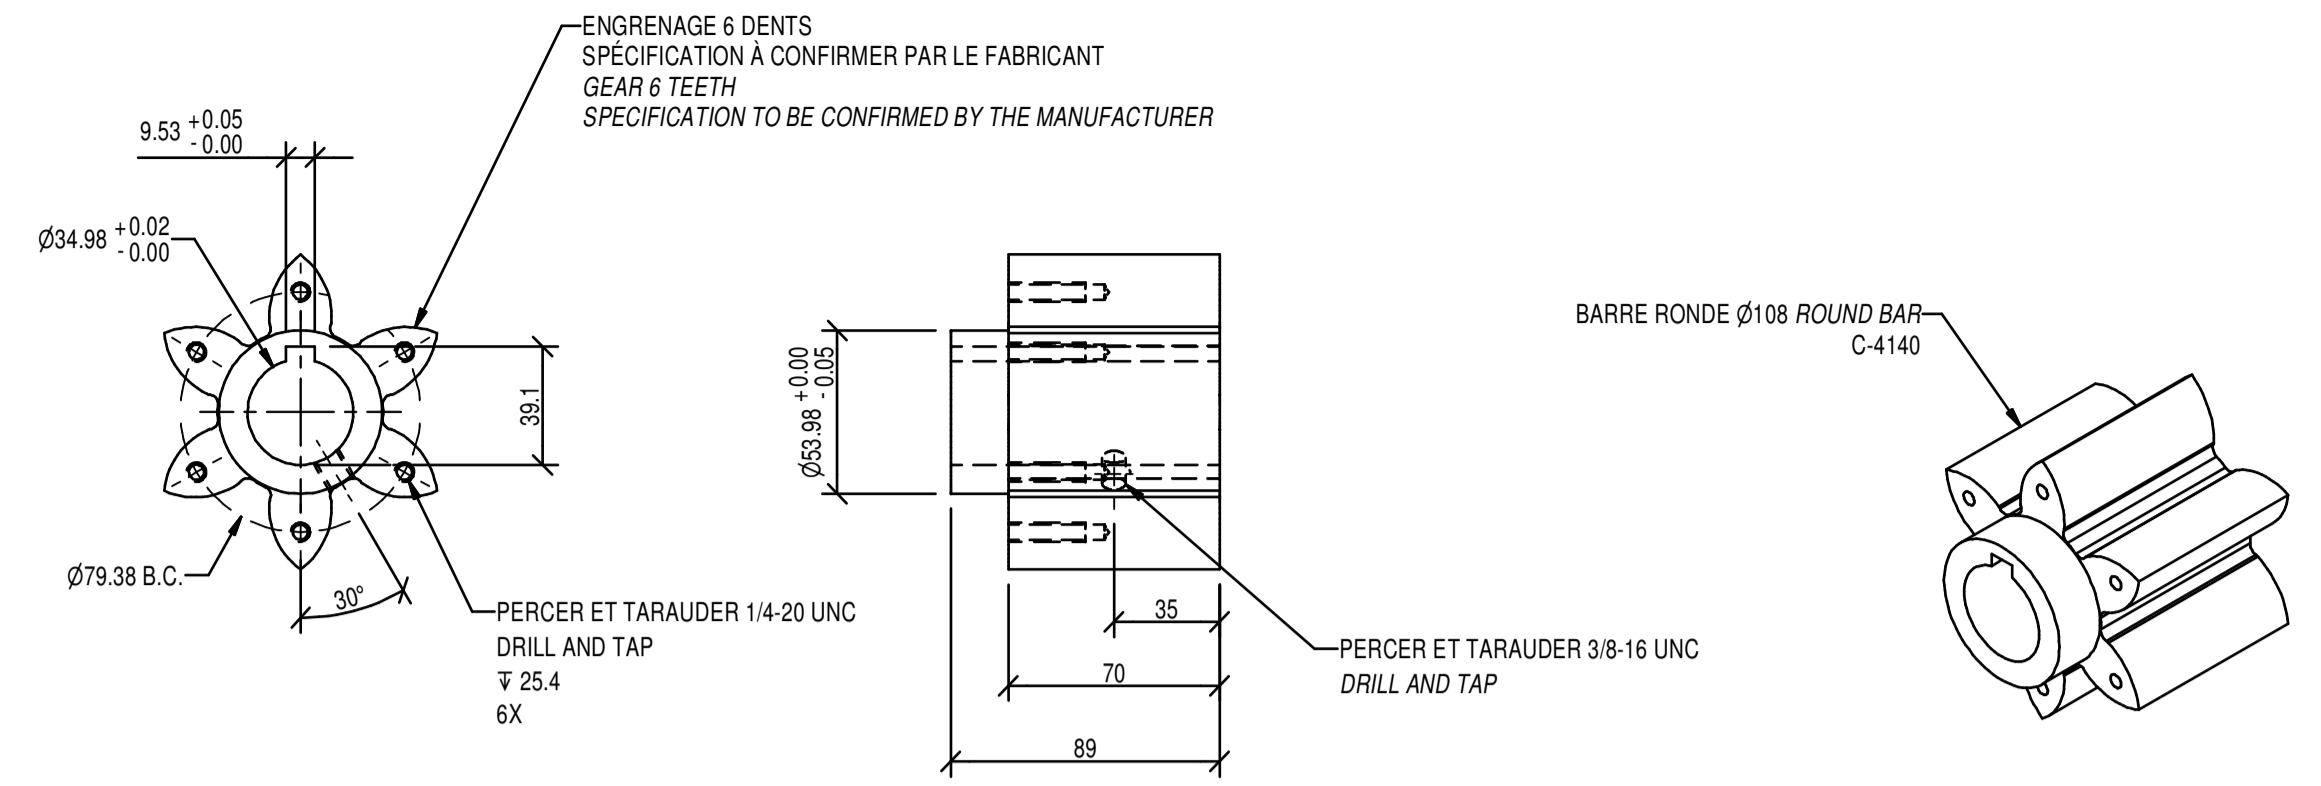 ENGRENAGE 6 DENTS
SPÉCIFICATION À CONFIRMER PAR LE FABRICANT
GEAR 6 TEETH
SPECIFICATION TO BE CONFIRMED BY THE MANUFACTURER
9.53 +0.05
-0.00
Ø34.98 +0.02
-0.00
39.1
Ø79.38 B.C.
30°
PERCER ET TARAUDER 1/4-20 UNC
DRILL AND TAP
↧ 25.4
6X
Ø53.98 +0.00
-0.05
35
70
89
PERCER ET TARAUDER 3/8-16 UNC
DRILL AND TAP
BARRE RONDE Ø108 ROUND BAR
C-4140